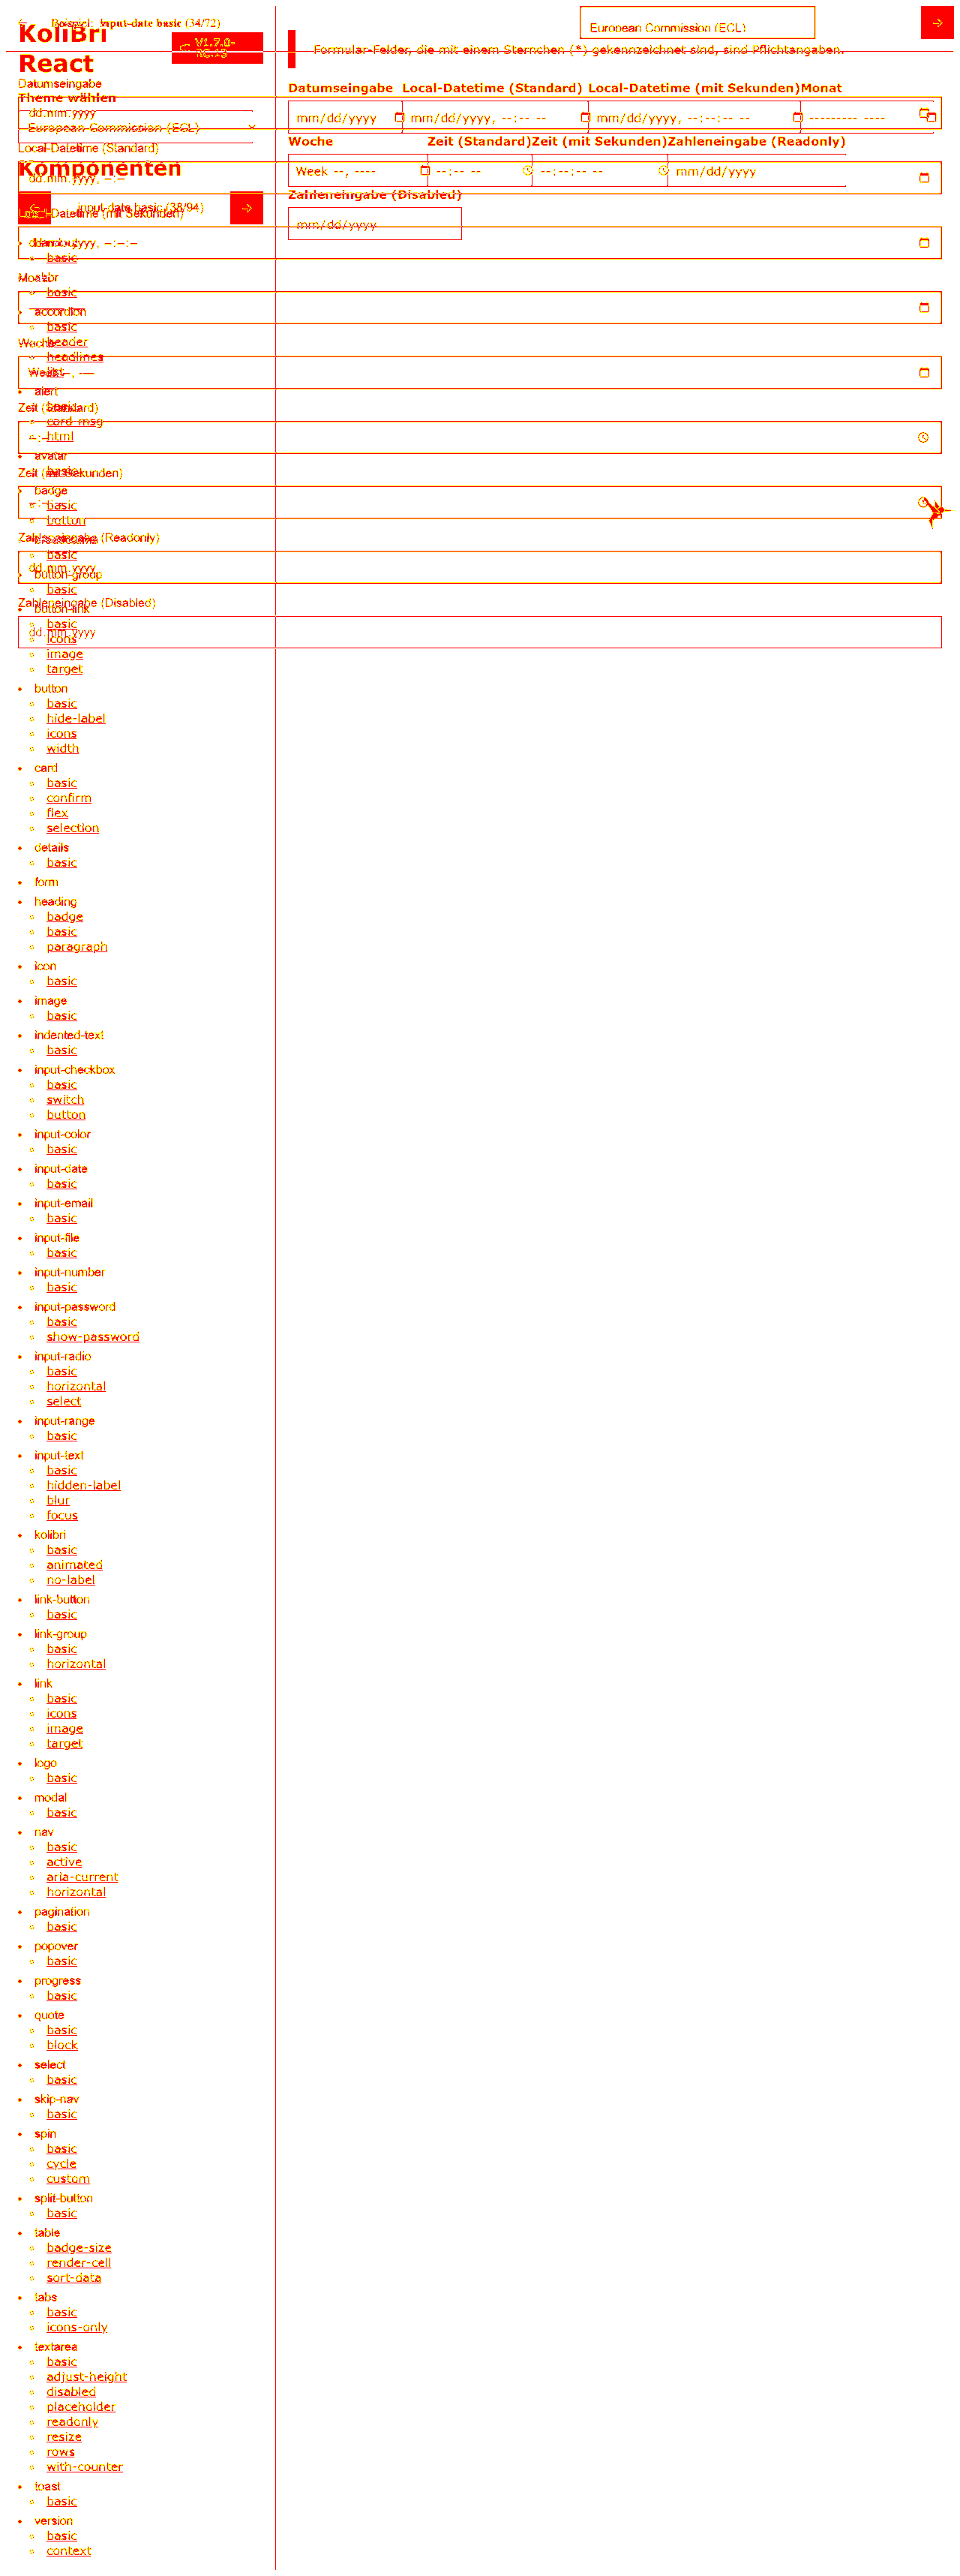 Beispiel: input-date basic (34/72)
European Commission (ECL)
KoliBri
React
V1.7.0-
Formular-Felder, die mit einem Sternchen (*) gekennzeichnet sind, sind Pflichtangaben.
Datumseingabe
Theme wählen
dd.mm.yyyy
European Commission (ECL)
Datumseingabe Local-Datetime (Standard) Local-Datetime (mit Sekunden) Monat
mm/dd/yyyy mm/dd/yyyy, --:-- -- mm/dd/yyyy, --:--:-- -- --------- ----
Woche Zeit (Standard) Zeit (mit Sekunden) Zahleneingabe (Readonly)
Week --, ---- --:-- -- --:--:-- -- mm/dd/yyyy
Zahleneingabe (Disabled)
mm/dd/yyyy
Local-Datetime (Standard)
Komponenten
dd.mm.yyyy, --:--
input-date basic (38/94)
Local-Datetime (mit Sekunden)
Handout
basic
Monat
abbr
basic
accordion
basic
header
Woche
headlines
list
alert
basic
Zeit (Standard)
card-msg
html
avatar
basic
Zeit (mit Sekunden)
badge
basic
button
Zahleneingabe (Readonly)
basic
dd.mm.yyyy
button-group
basic
Zahleneingabe (Disabled)
button-link
basic
icons
dd.mm.yyyy
image
target
button
basic
hide-label
icons
width
card
basic
confirm
flex
selection
details
basic
form
heading
badge
basic
paragraph
icon
basic
image
basic
indented-text
basic
input-checkbox
basic
switch
button
input-color
basic
input-date
basic
input-email
basic
input-file
basic
input-number
basic
input-password
basic
show-password
input-radio
basic
horizontal
select
input-range
basic
input-text
basic
hidden-label
blur
focus
kolibri
basic
animated
no-label
link-button
basic
link-group
basic
horizontal
link
basic
icons
image
target
logo
basic
modal
basic
nav
basic
active
aria-current
horizontal
pagination
basic
popover
basic
progress
basic
quote
basic
block
select
basic
skip-nav
basic
spin
basic
cycle
custom
split-button
basic
table
badge-size
render-cell
sort-data
tabs
basic
icons-only
textarea
basic
adjust-height
disabled
placeholder
readonly
resize
rows
with-counter
toast
basic
version
basic
context